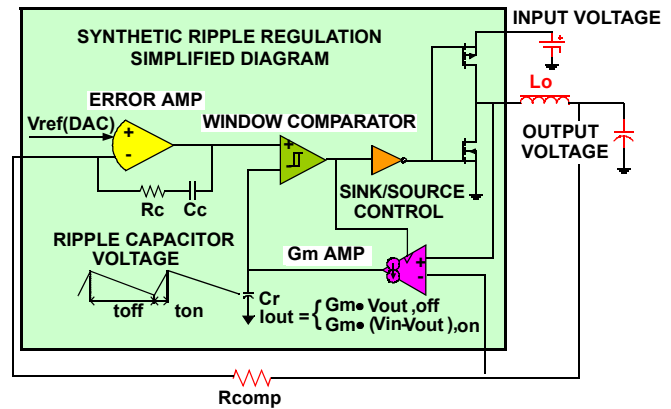 SYNTHETIC RIPPLE REGULATION
SIMPLIFIED DIAGRAM
INPUT VOLTAGE
+
Lo
ERROR AMP
Vref(DAC)
+
-
WINDOW COMPARATOR
+
-
OUTPUT
VOLTAGE
Rc
Cc
SINK/SOURCE
CONTROL
RIPPLE CAPACITOR
VOLTAGE
Gm AMP
+
-
toff
ton
Cr
Iout = { Gm• Vout ,off
Gm• (Vin-Vout) ,on
Rcomp